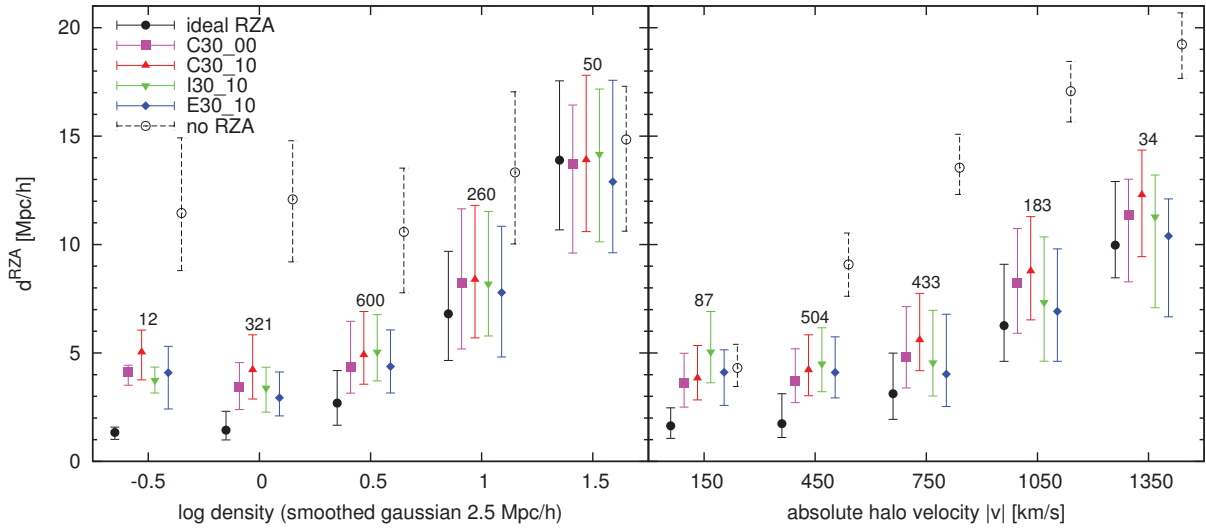 ideal RZA
C30_00
C30_10
I30_10
E30_10
no RZA
d^RZA [Mpc/h]
20
15
10
5
0
12
321
600
260
50
87
504
433
183
34
-0.5 0 0.5 1 1.5
150 450 750 1050 1350
log density (smoothed gaussian 2.5 Mpc/h)
absolute halo velocity |v| [km/s]